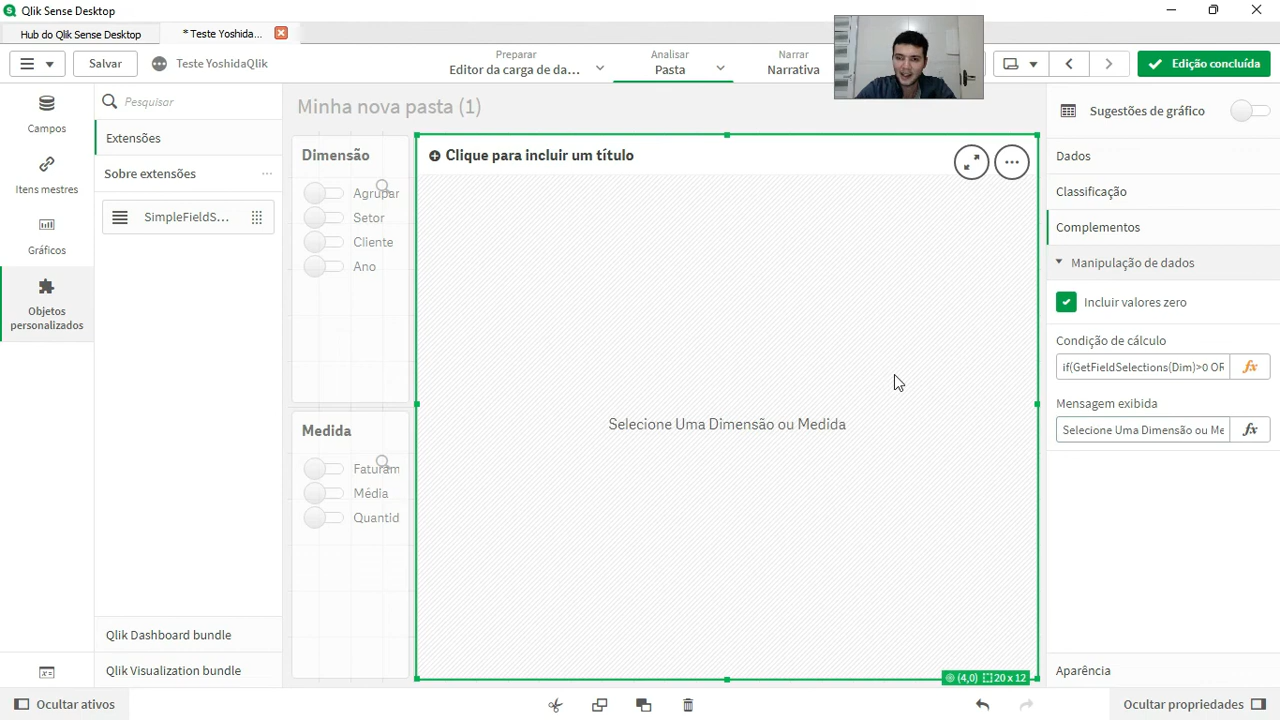 Qlik Sense Desktop
Hub do Qlik Sense Desktop
* Teste Yoshida...
Salvar
Teste YoshidaQlik
Preparar
Editor da carga de da...
Analisar
Pasta
Narrar
Narrativa
Edição concluída
Campos
Itens mestres
Gráficos
Objetos personalizados
Pesquisar
Extensões
Sobre extensões
SimpleFieldS...
Qlik Dashboard bundle
Qlik Visualization bundle
Minha nova pasta (1)
Dimensão
Agrupar
Setor
Cliente
Ano
Medida
Faturam
Média
Quantid
Clique para incluir um título
Selecione Uma Dimensão ou Medida
(4,0) 20 x 12
Sugestões de gráfico
Dados
Classificação
Complementos
Manipulação de dados
Incluir valores zero
Condição de cálculo
if(GetFieldSelections(Dim)>0 OR
fx
Mensagem exibida
Selecione Uma Dimensão ou Me
fx
Aparência
Ocultar ativos
Ocultar propriedades